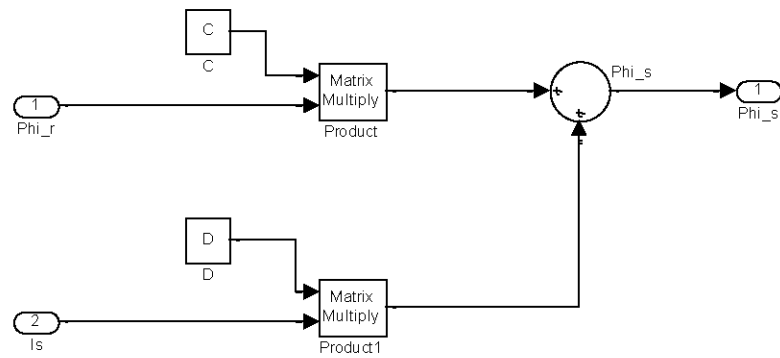 C
C
1
Phi_r
Matrix
Multiply
Product
+
+
Phi_s
1
Phi_s
D
D
2
Is
Matrix
Multiply
Product1